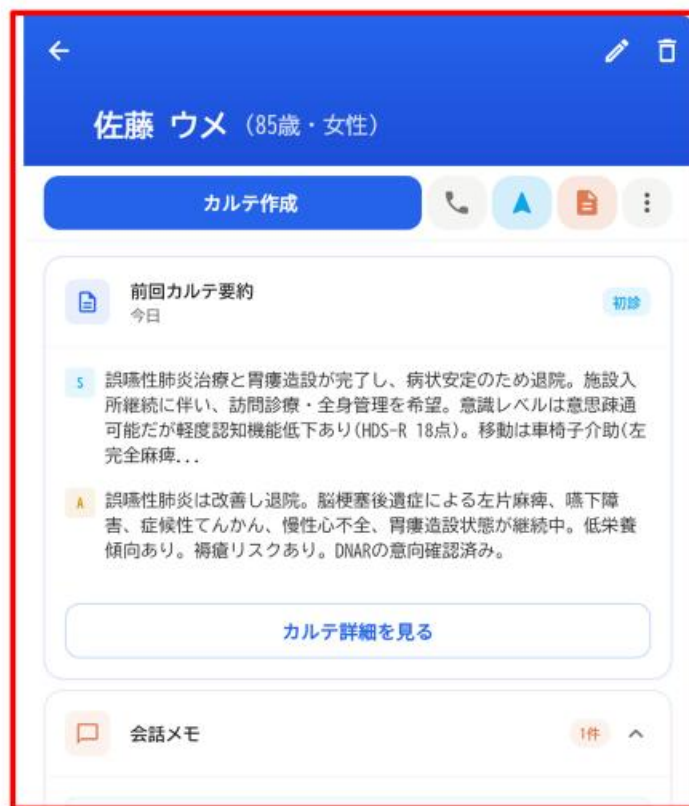 佐藤 ウメ（85歳・女性）
カルテ作成
前回カルテ要約
今日
初診
S 誤嚥性肺炎治療と胃瘻造設が完了し、病状安定のため退院。施設入
所継続に伴い、訪問診療・全身管理を希望。意識レベルは意思疎通
可能だが軽度認知機能低下あり(HDS-R 18点)。移動は車椅子介助(左
完全麻痺...
A 誤嚥性肺炎は改善し退院。脳梗塞後遺症による左片麻痺、嚥下障
害、症候性てんかん、慢性心不全、胃瘻造設状態が継続中。低栄養
傾向あり。褥瘡リスクあり。DNARの意向確認済み。
カルテ詳細を見る
会話メモ
1件